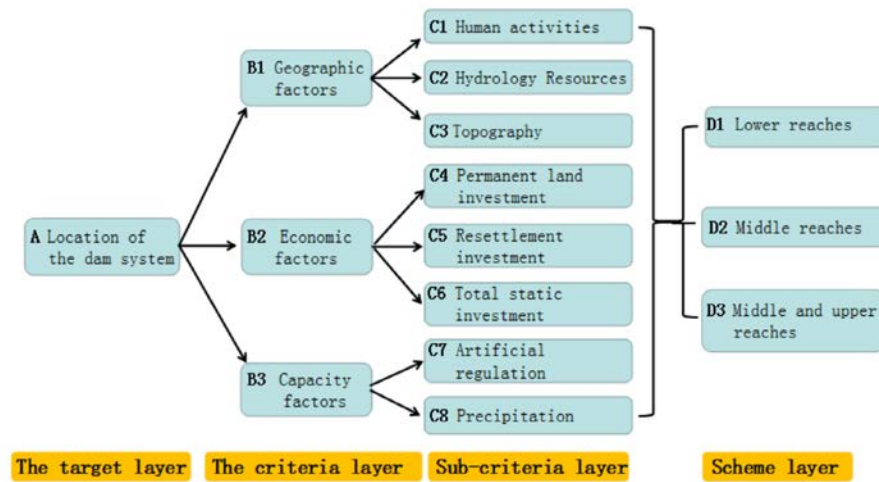 A Location of
the dam system
B1 Geographic
factors
B2 Economic
factors
B3 Capacity
factors
C1 Human activities
C2 Hydrology Resources
C3 Topography
C4 Permanent land
investment
C5 Resettlement
investment
C6 Total static
investment
C7 Artificial
regulation
C8 Precipitation
D1 Lower reaches
D2 Middle reaches
D3 Middle and upper
reaches
The target layer
The criteria layer
Sub-criteria layer
Scheme layer